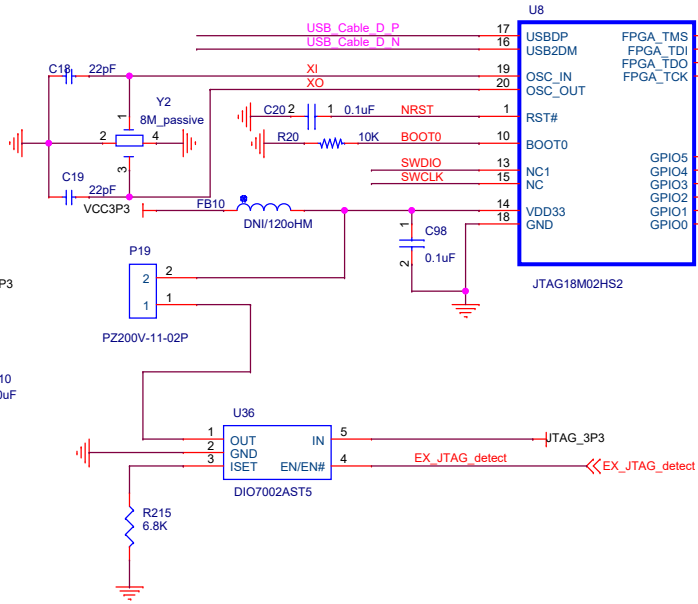 U8
USB_Cable_D_P 17 USBDP FPGA_TMS
USB_Cable_D_N 16 USB2DM FPGA_TDI
FPGA_TDO
C18 22pF XI 19 OSC_IN FPGA_TCK
XO 20 OSC_OUT
Y2
8M_passive
1
2 4
3
C20 2 1 0.1uF NRST 1 RST#
R20 10K BOOT0 10 BOOT0
GPIO5
SWDIO 13 NC1 GPIO4
SWCLK 15 NC GPIO3
GPIO2
C19 22pF
VCC3P3 FB10 14 VDD33 GPIO1
DNI/120oHM 18 GND GPIO0
1 C98
2 0.1uF
P19
2 2
1 1
P3
JTAG18M02HS2
PZ200V-11-02P
10
0uF
U36
1 OUT IN 5 JTAG_3P3
2 GND
3 ISET EN/EN# 4 EX_JTAG_detect EX_JTAG_detect
DIO7002AST5
R215
6.8K